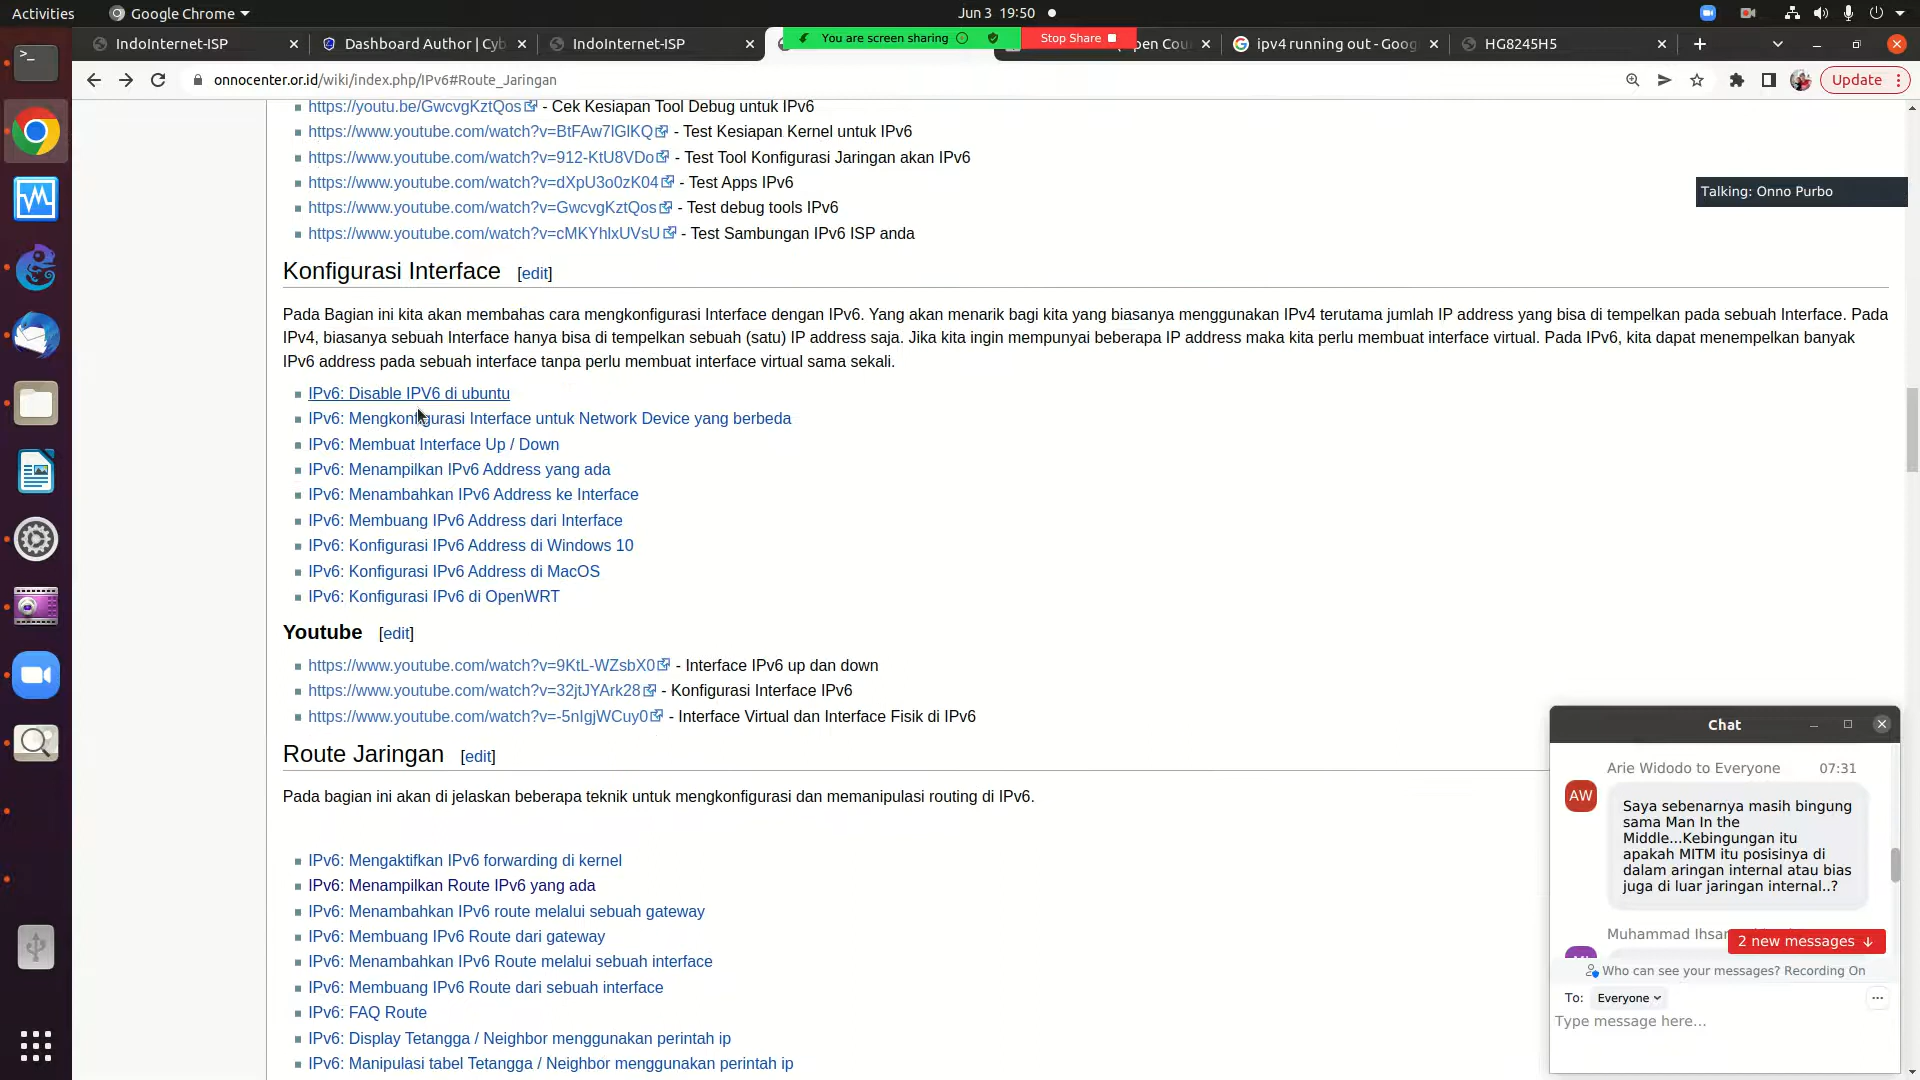 Activities
Google Chrome
Jun 3 19:50
IndoInternet-ISP
Dashboard Author | Cyb
IndoInternet-ISP
You are screen sharing
Stop Share
pen Cou
ipv4 running out - Goog
HG8245H5
onnocenter.or.id/wiki/index.php/IPv6#Route_Jaringan
Update
https://youtu.be/GwcvgKztQos - Cek Kesiapan Tool Debug untuk IPv6
https://www.youtube.com/watch?v=BtFAw7lGlKQ - Test Kesiapan Kernel untuk IPv6
https://www.youtube.com/watch?v=912-KtU8VDo - Test Tool Konfigurasi Jaringan akan IPv6
https://www.youtube.com/watch?v=dXpU3o0zK04 - Test Apps IPv6
https://www.youtube.com/watch?v=GwcvgKztQos - Test debug tools IPv6
https://www.youtube.com/watch?v=cMKYhlxUVsU - Test Sambungan IPv6 ISP anda
Talking: Onno Purbo
Konfigurasi Interface [edit]
Pada Bagian ini kita akan membahas cara mengkonfigurasi Interface dengan IPv6. Yang akan menarik bagi kita yang biasanya menggunakan IPv4 terutama jumlah IP address yang bisa di tempelkan pada sebuah Interface. Pada
IPv4, biasanya sebuah Interface hanya bisa di tempelkan sebuah (satu) IP address saja. Jika kita ingin mempunyai beberapa IP address maka kita perlu membuat interface virtual. Pada IPv6, kita dapat menempelkan banyak
IPv6 address pada sebuah interface tanpa perlu membuat interface virtual sama sekali.
IPv6: Disable IPV6 di ubuntu
IPv6: Mengkonfigurasi Interface untuk Network Device yang berbeda
IPv6: Membuat Interface Up / Down
IPv6: Menampilkan IPv6 Address yang ada
IPv6: Menambahkan IPv6 Address ke Interface
IPv6: Membuang IPv6 Address dari Interface
IPv6: Konfigurasi IPv6 Address di Windows 10
IPv6: Konfigurasi IPv6 Address di MacOS
IPv6: Konfigurasi IPv6 di OpenWRT
Youtube [edit]
https://www.youtube.com/watch?v=9KtL-WZsbX0 - Interface IPv6 up dan down
https://www.youtube.com/watch?v=32jtJYArk28 - Konfigurasi Interface IPv6
https://www.youtube.com/watch?v=-5nIgjWCuy0 - Interface Virtual dan Interface Fisik di IPv6
Route Jaringan [edit]
Pada bagian ini akan di jelaskan beberapa teknik untuk mengkonfigurasi dan memanipulasi routing di IPv6.
IPv6: Mengaktifkan IPv6 forwarding di kernel
IPv6: Menampilkan Route IPv6 yang ada
IPv6: Menambahkan IPv6 route melalui sebuah gateway
IPv6: Membuang IPv6 Route dari gateway
IPv6: Menambahkan IPv6 Route melalui sebuah interface
IPv6: Membuang IPv6 Route dari sebuah interface
IPv6: FAQ Route
IPv6: Display Tetangga / Neighbor menggunakan perintah ip
IPv6: Manipulasi tabel Tetangga / Neighbor menggunakan perintah ip
Chat
Arie Widodo to Everyone 07:31
AW
Saya sebenarnya masih bingung
sama Man In the
Middle...Kebingungan itu
apakah MITM itu posisinya di
dalam aringan internal atau bias
juga di luar jaringan internal..?
Muhammad Ihsa
2 new messages
Who can see your messages? Recording On
To: Everyone
Type message here...